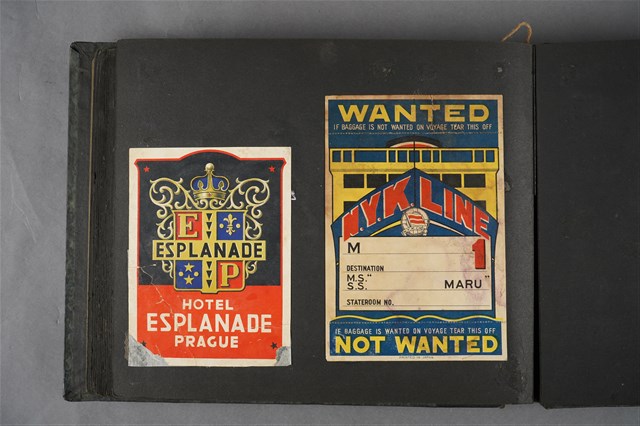 E
ESPLANADE
P
HOTEL
ESPLANADE
PRAGUE
WANTED
IF BAGGAGE IS NOT WANTED ON VOYAGE TEAR THIS OFF
N.Y.K. LINE
M 1
DESTINATION
M.S. "
S.S. MARU"
STATEROOM NO.
IF BAGGAGE IS WANTED ON VOYAGE TEAR THIS OFF
NOT WANTED